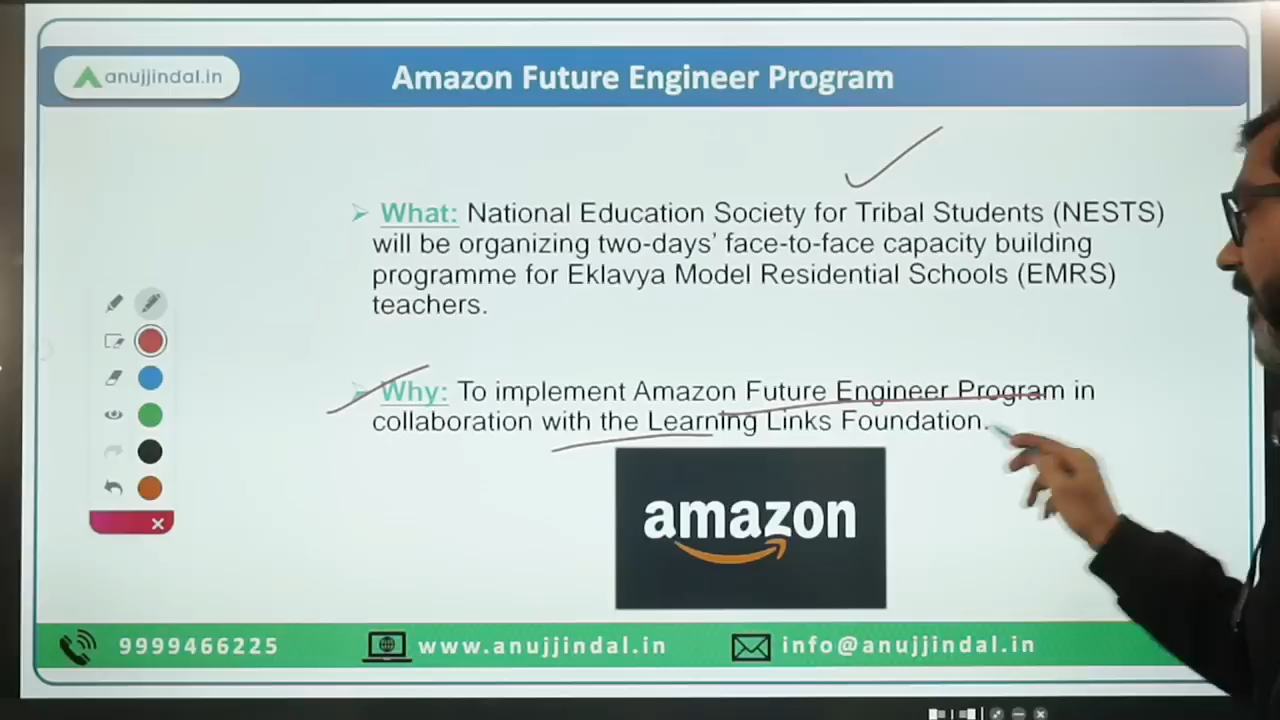 anujjindal.in
Amazon Future Engineer Program
What: National Education Society for Tribal Students (NESTS)
will be organizing two-days’ face-to-face capacity building
programme for Eklavya Model Residential Schools (EMRS)
teachers.
Why: To implement Amazon Future Engineer Program in
collaboration with the Learning Links Foundation.
amazon
9999466225
www.anujjindal.in
info@anujjindal.in